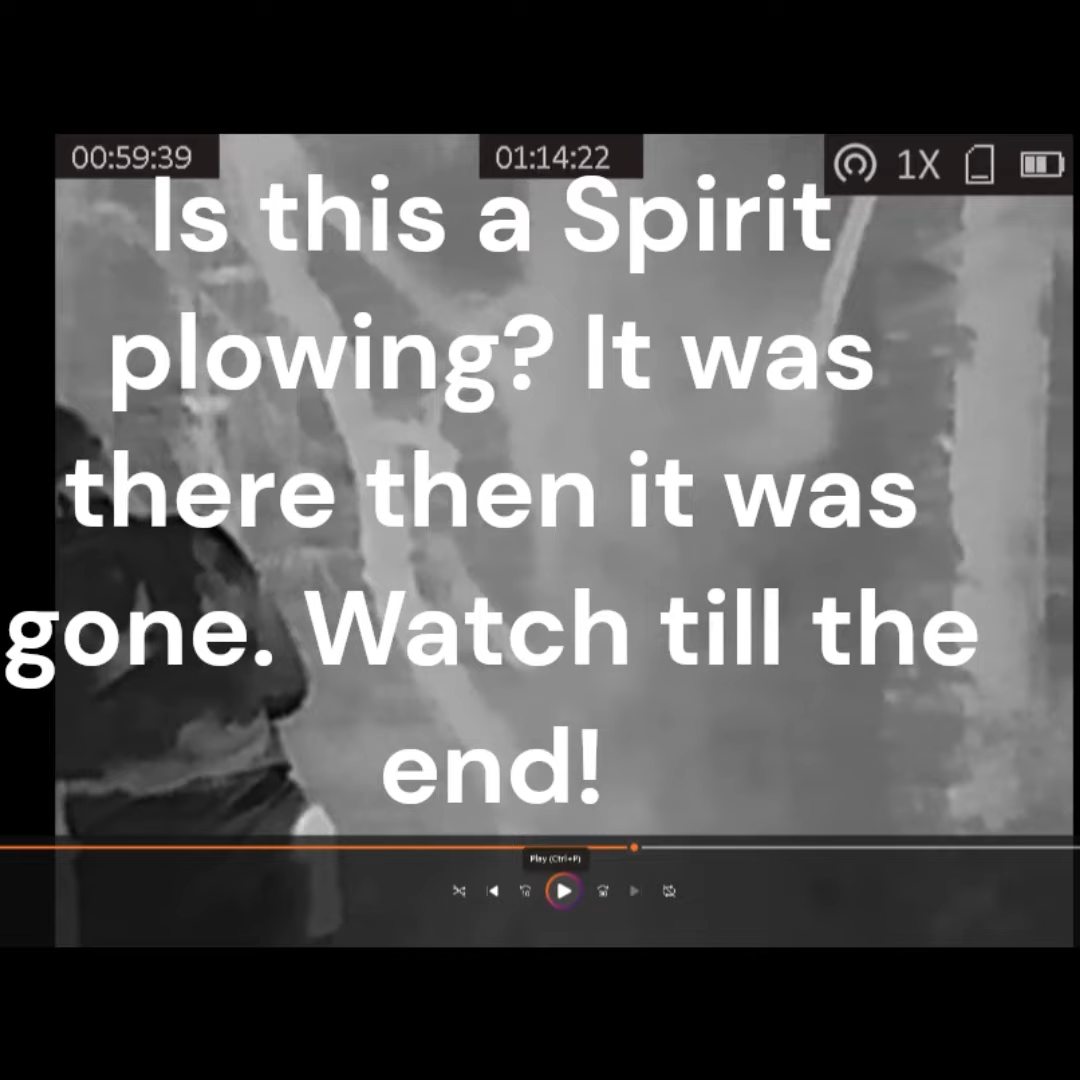 00:59:39 01:14:22 1X
Is this a Spirit
plowing? It was
there then it was
gone. Watch till the
end!
Play (Ctrl+P)